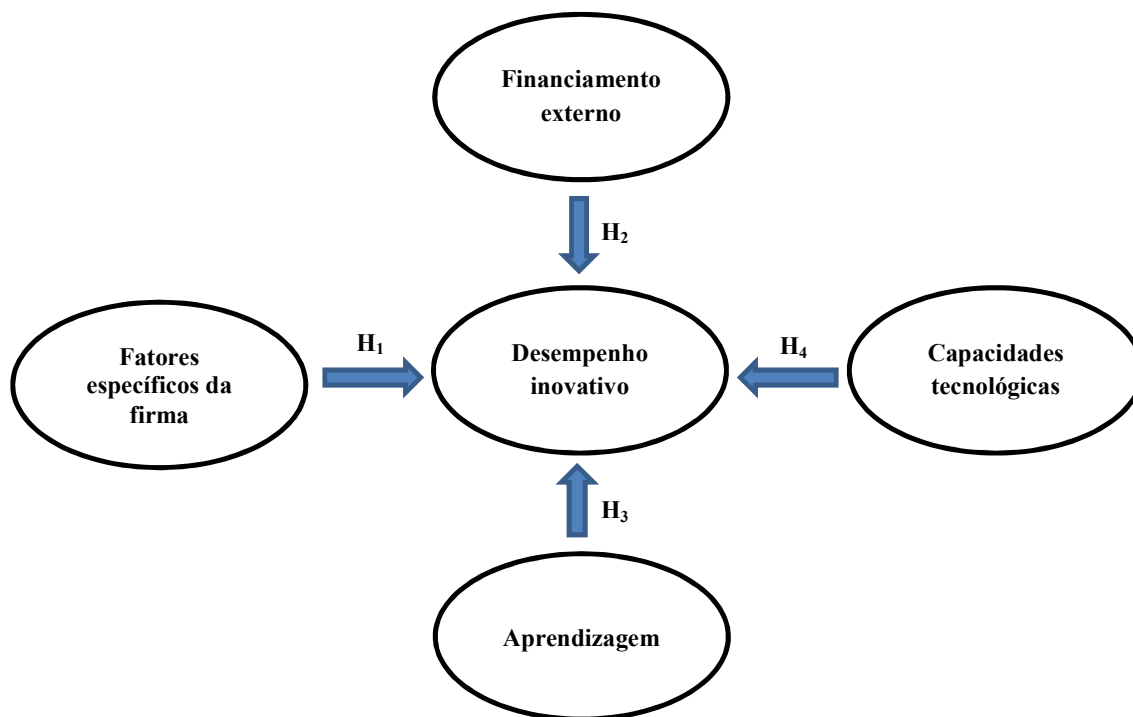 Financiamento
externo
H₂
Fatores
específicos da
firma
H₁
Desempenho
inovativo
H₄
Capacidades
tecnológicas
H₃
Aprendizagem